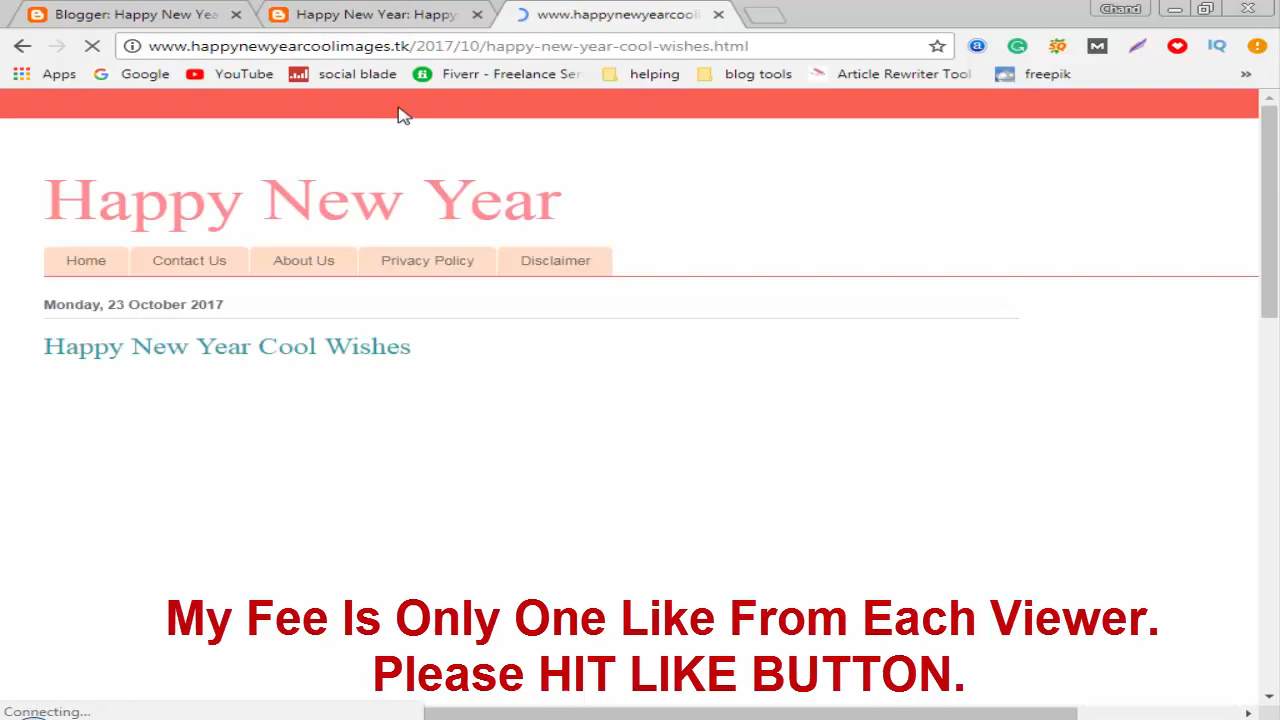 Blogger: Happy New Yea
Happy New Year: Happy
www.happynewyearcooli
Chand
www.happynewyearcoolimages.tk/2017/10/happy-new-year-cool-wishes.html
Apps
Google
YouTube
social blade
Fiverr - Freelance Ser
helping
blog tools
Article Rewriter Tool
freepik
»
Happy New Year
Home
Contact Us
About Us
Privacy Policy
Disclaimer
Monday, 23 October 2017
Happy New Year Cool Wishes
My Fee Is Only One Like From Each Viewer.
Please HIT LIKE BUTTON.
Connecting...